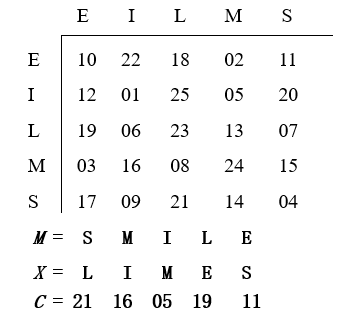 E I L M S
E 10 22 18 02 11
I 12 01 25 05 20
L 19 06 23 13 07
M 03 16 08 24 15
S 17 09 21 14 04
M = S M I L E
X = L I M E S
C = 21 16 05 19 11